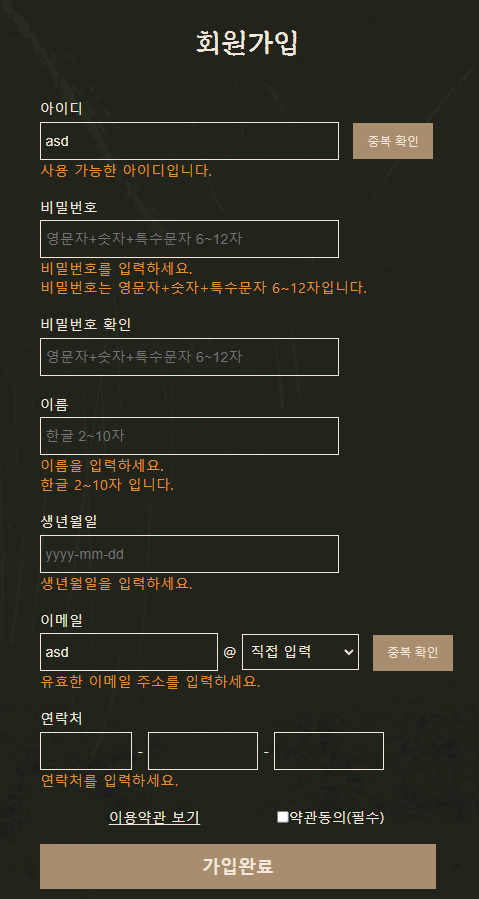 회원가입
아이디
asd 중복 확인
사용 가능한 아이디입니다.
비밀번호
영문자+숫자+특수문자 6~12자
비밀번호를 입력하세요.
비밀번호는 영문자+숫자+특수문자 6~12자입니다.
비밀번호 확인
영문자+숫자+특수문자 6~12자
이름
한글 2~10자
이름을 입력하세요.
한글 2~10자 입니다.
생년월일
yyyy-mm-dd
생년월일을 입력하세요.
이메일
asd @ 직접 입력 중복 확인
유효한 이메일 주소를 입력하세요.
연락처
- -
연락처를 입력하세요.
이용약관 보기 약관동의(필수)
가입완료